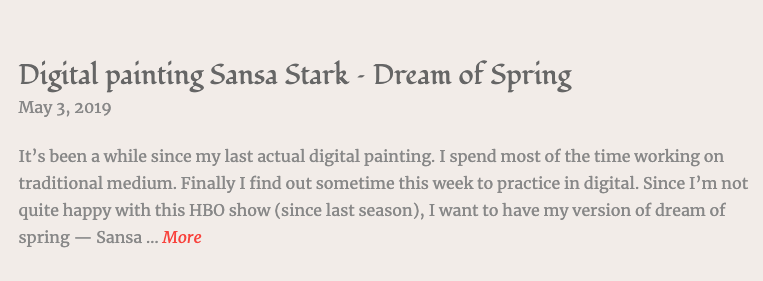 Digital painting Sansa Stark - Dream of Spring
May 3, 2019
It's been a while since my last actual digital painting. I spend most of the time working on
traditional medium. Finally I find out sometime this week to practice in digital. Since I'm not
quite happy with this HBO show (since last season), I want to have my version of dream of
spring — Sansa ... More